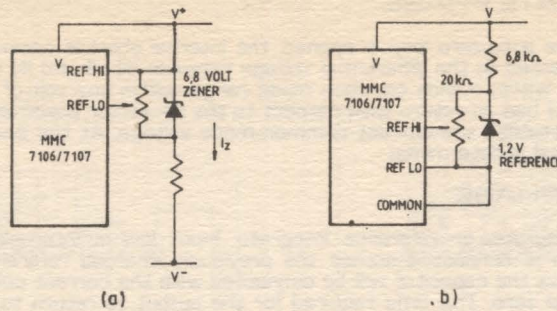 V⁺
V
REF HI
REF LO
MMC
7106/7107
6,8 VOLT
ZENER
Iz
V⁻
(a)
V
V
6,8 kΩ
20 kΩ
MMC
7106/7107
REF HI
REF LO
1,2 V
REFERENCE
COMMON
b)